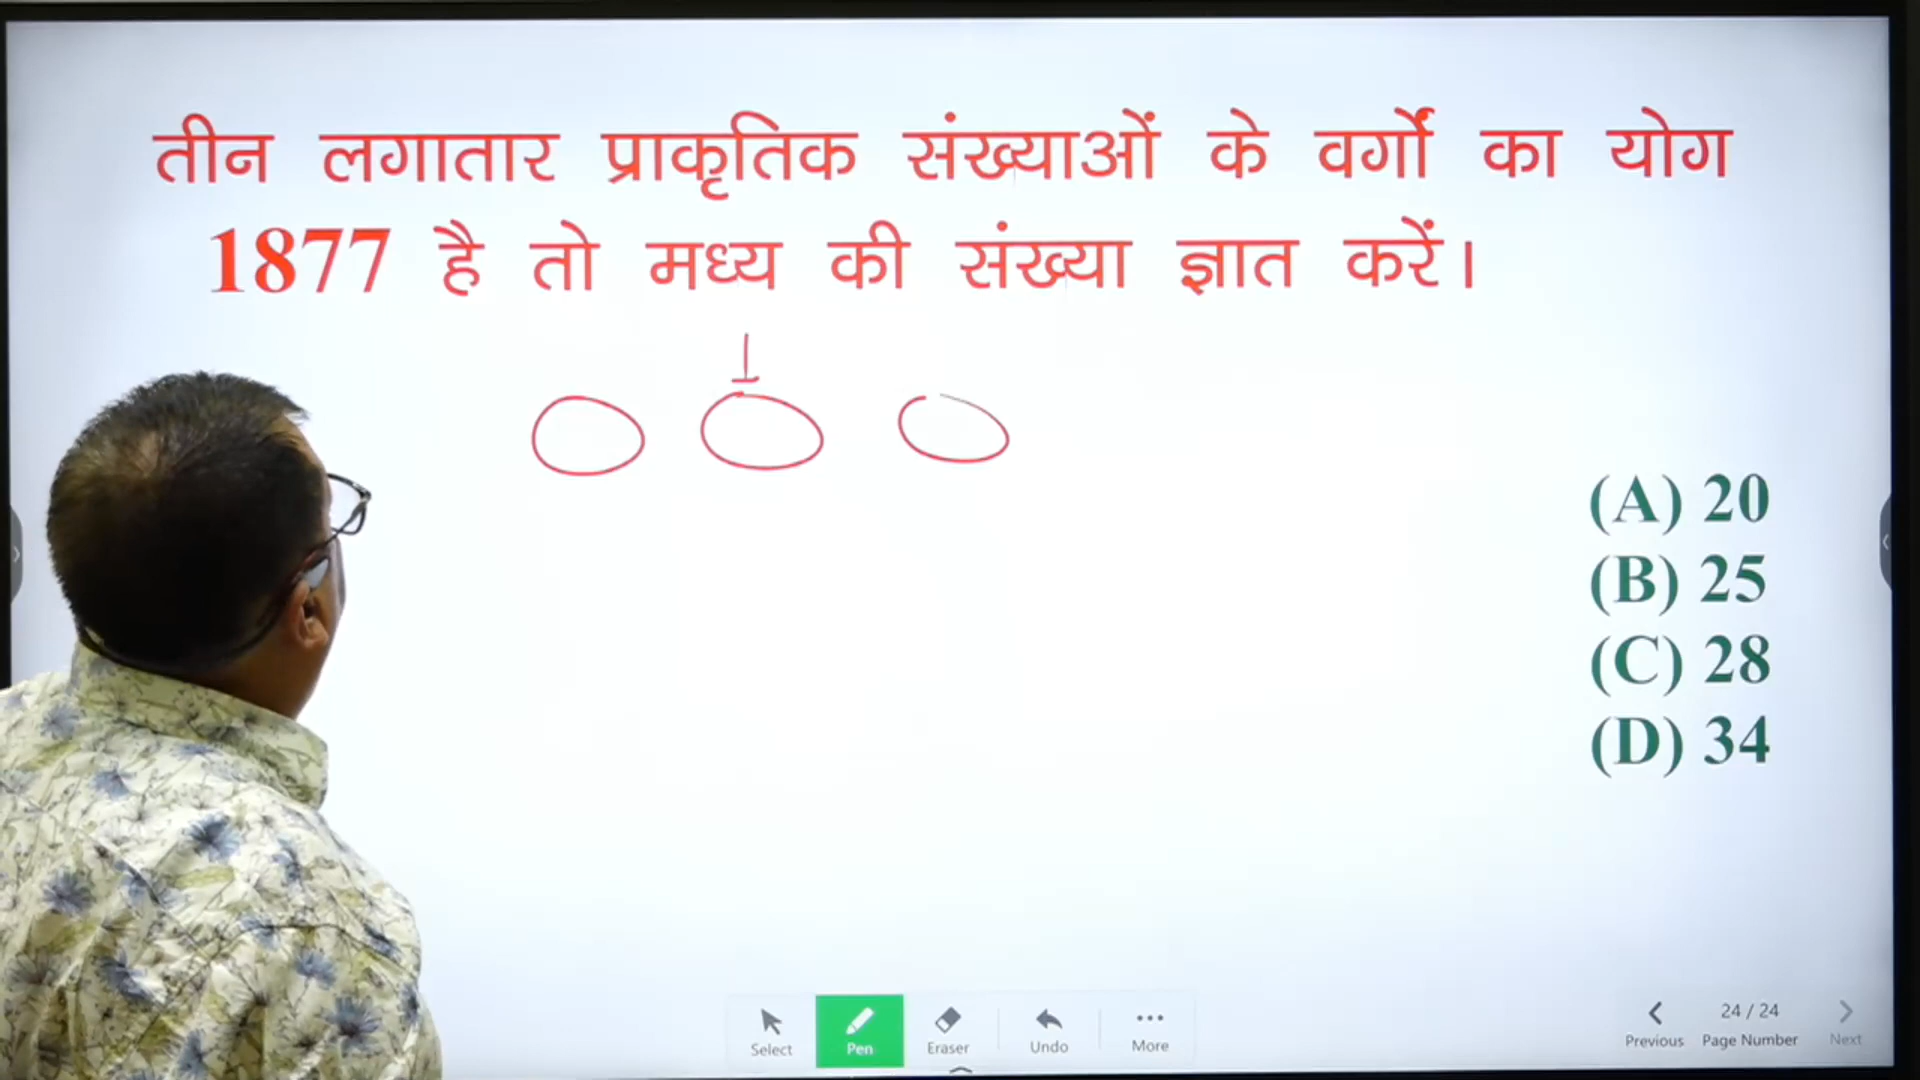 तीन लगातार प्राकृतिक संख्याओं के वर्गों का योग
1877 है तो मध्य की संख्या ज्ञात करें।
(A) 20
(B) 25
(C) 28
(D) 34
Select Pen Eraser Undo More
24 / 24
Previous Page Number Next